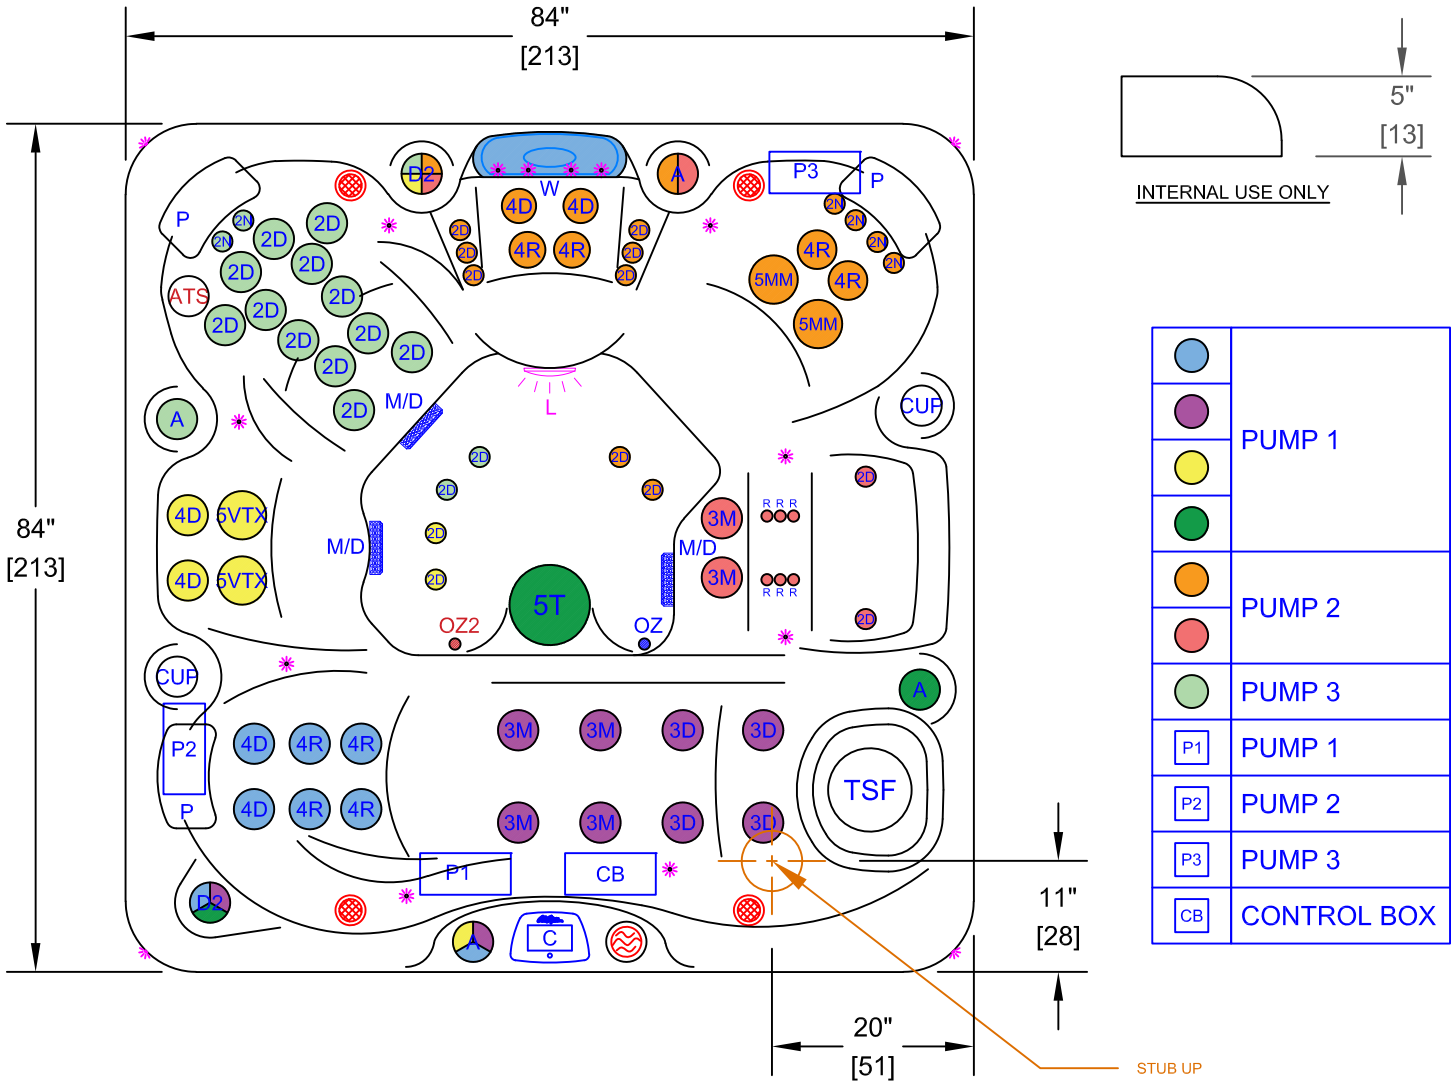 84"
[213]
5"
[13]
INTERNAL USE ONLY
D2
A
P3
P
W
P
4D
4D
2N
2N
2N
2N
2N
2N
2D
2D
2D
2D
2D
2D
4R
4R
4R
4R
5MM
5MM
2D
2D
2D
2D
2D
2D
2D
2D
2D
2D
2D
2D
ATS
M/D
L
A
CUP
2D
2D
2D
2D
2D
R R R
4D
5VTX
2D
3M
84"
[213]
M/D
M/D
4D
5VTX
2D
3M
R R R
5T
2D
OZ2
OZ
CUP
A
P2
4D
4R
4R
3M
3M
3D
3D
TSF
P
4D
4R
4R
3M
3M
3D
3D
P1
CB
D2
A
C
11"
[28]
20"
[51]
STUB UP
PUMP 1
PUMP 2
PUMP 3
P1
PUMP 1
P2
PUMP 2
P3
PUMP 3
CB
CONTROL BOX